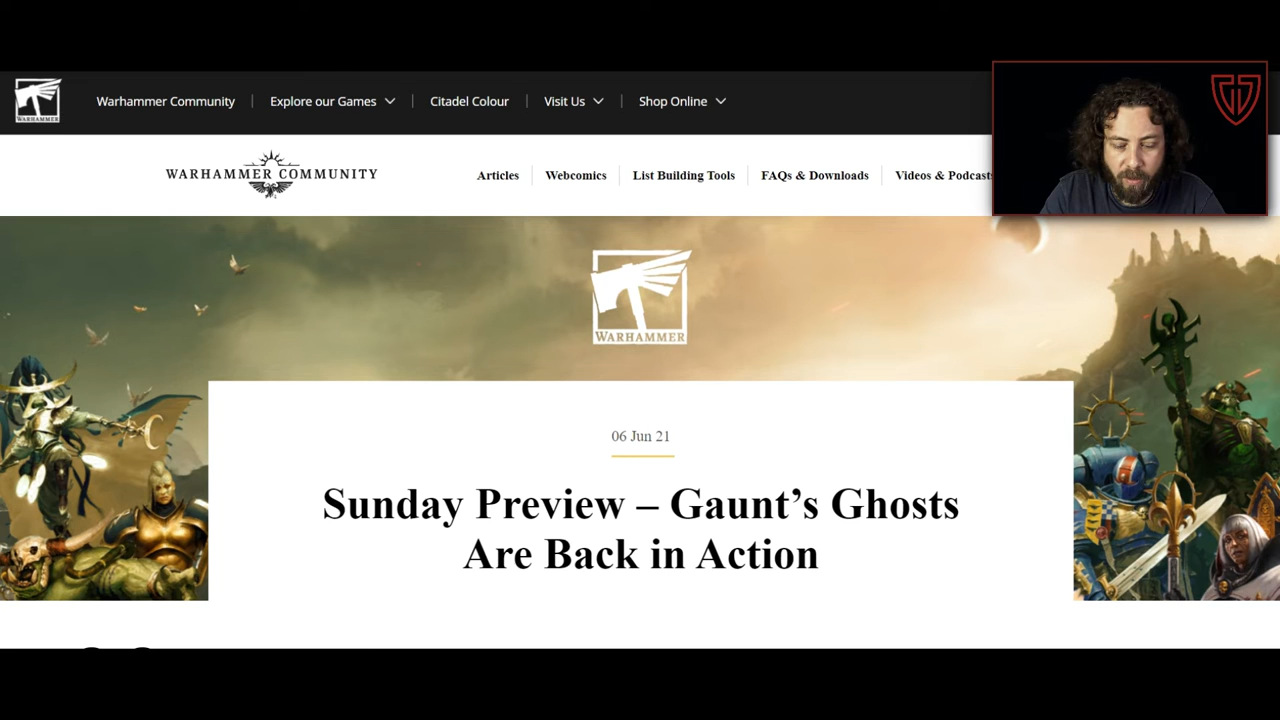 WARHAMMER
Warhammer Community
Explore our Games
Citadel Colour
Visit Us
Shop Online
WARHAMMER COMMUNITY
Articles
Webcomics
List Building Tools
FAQs & Downloads
Videos & Podcasts
WARHAMMER
06 Jun 21
Sunday Preview – Gaunt’s Ghosts
Are Back in Action